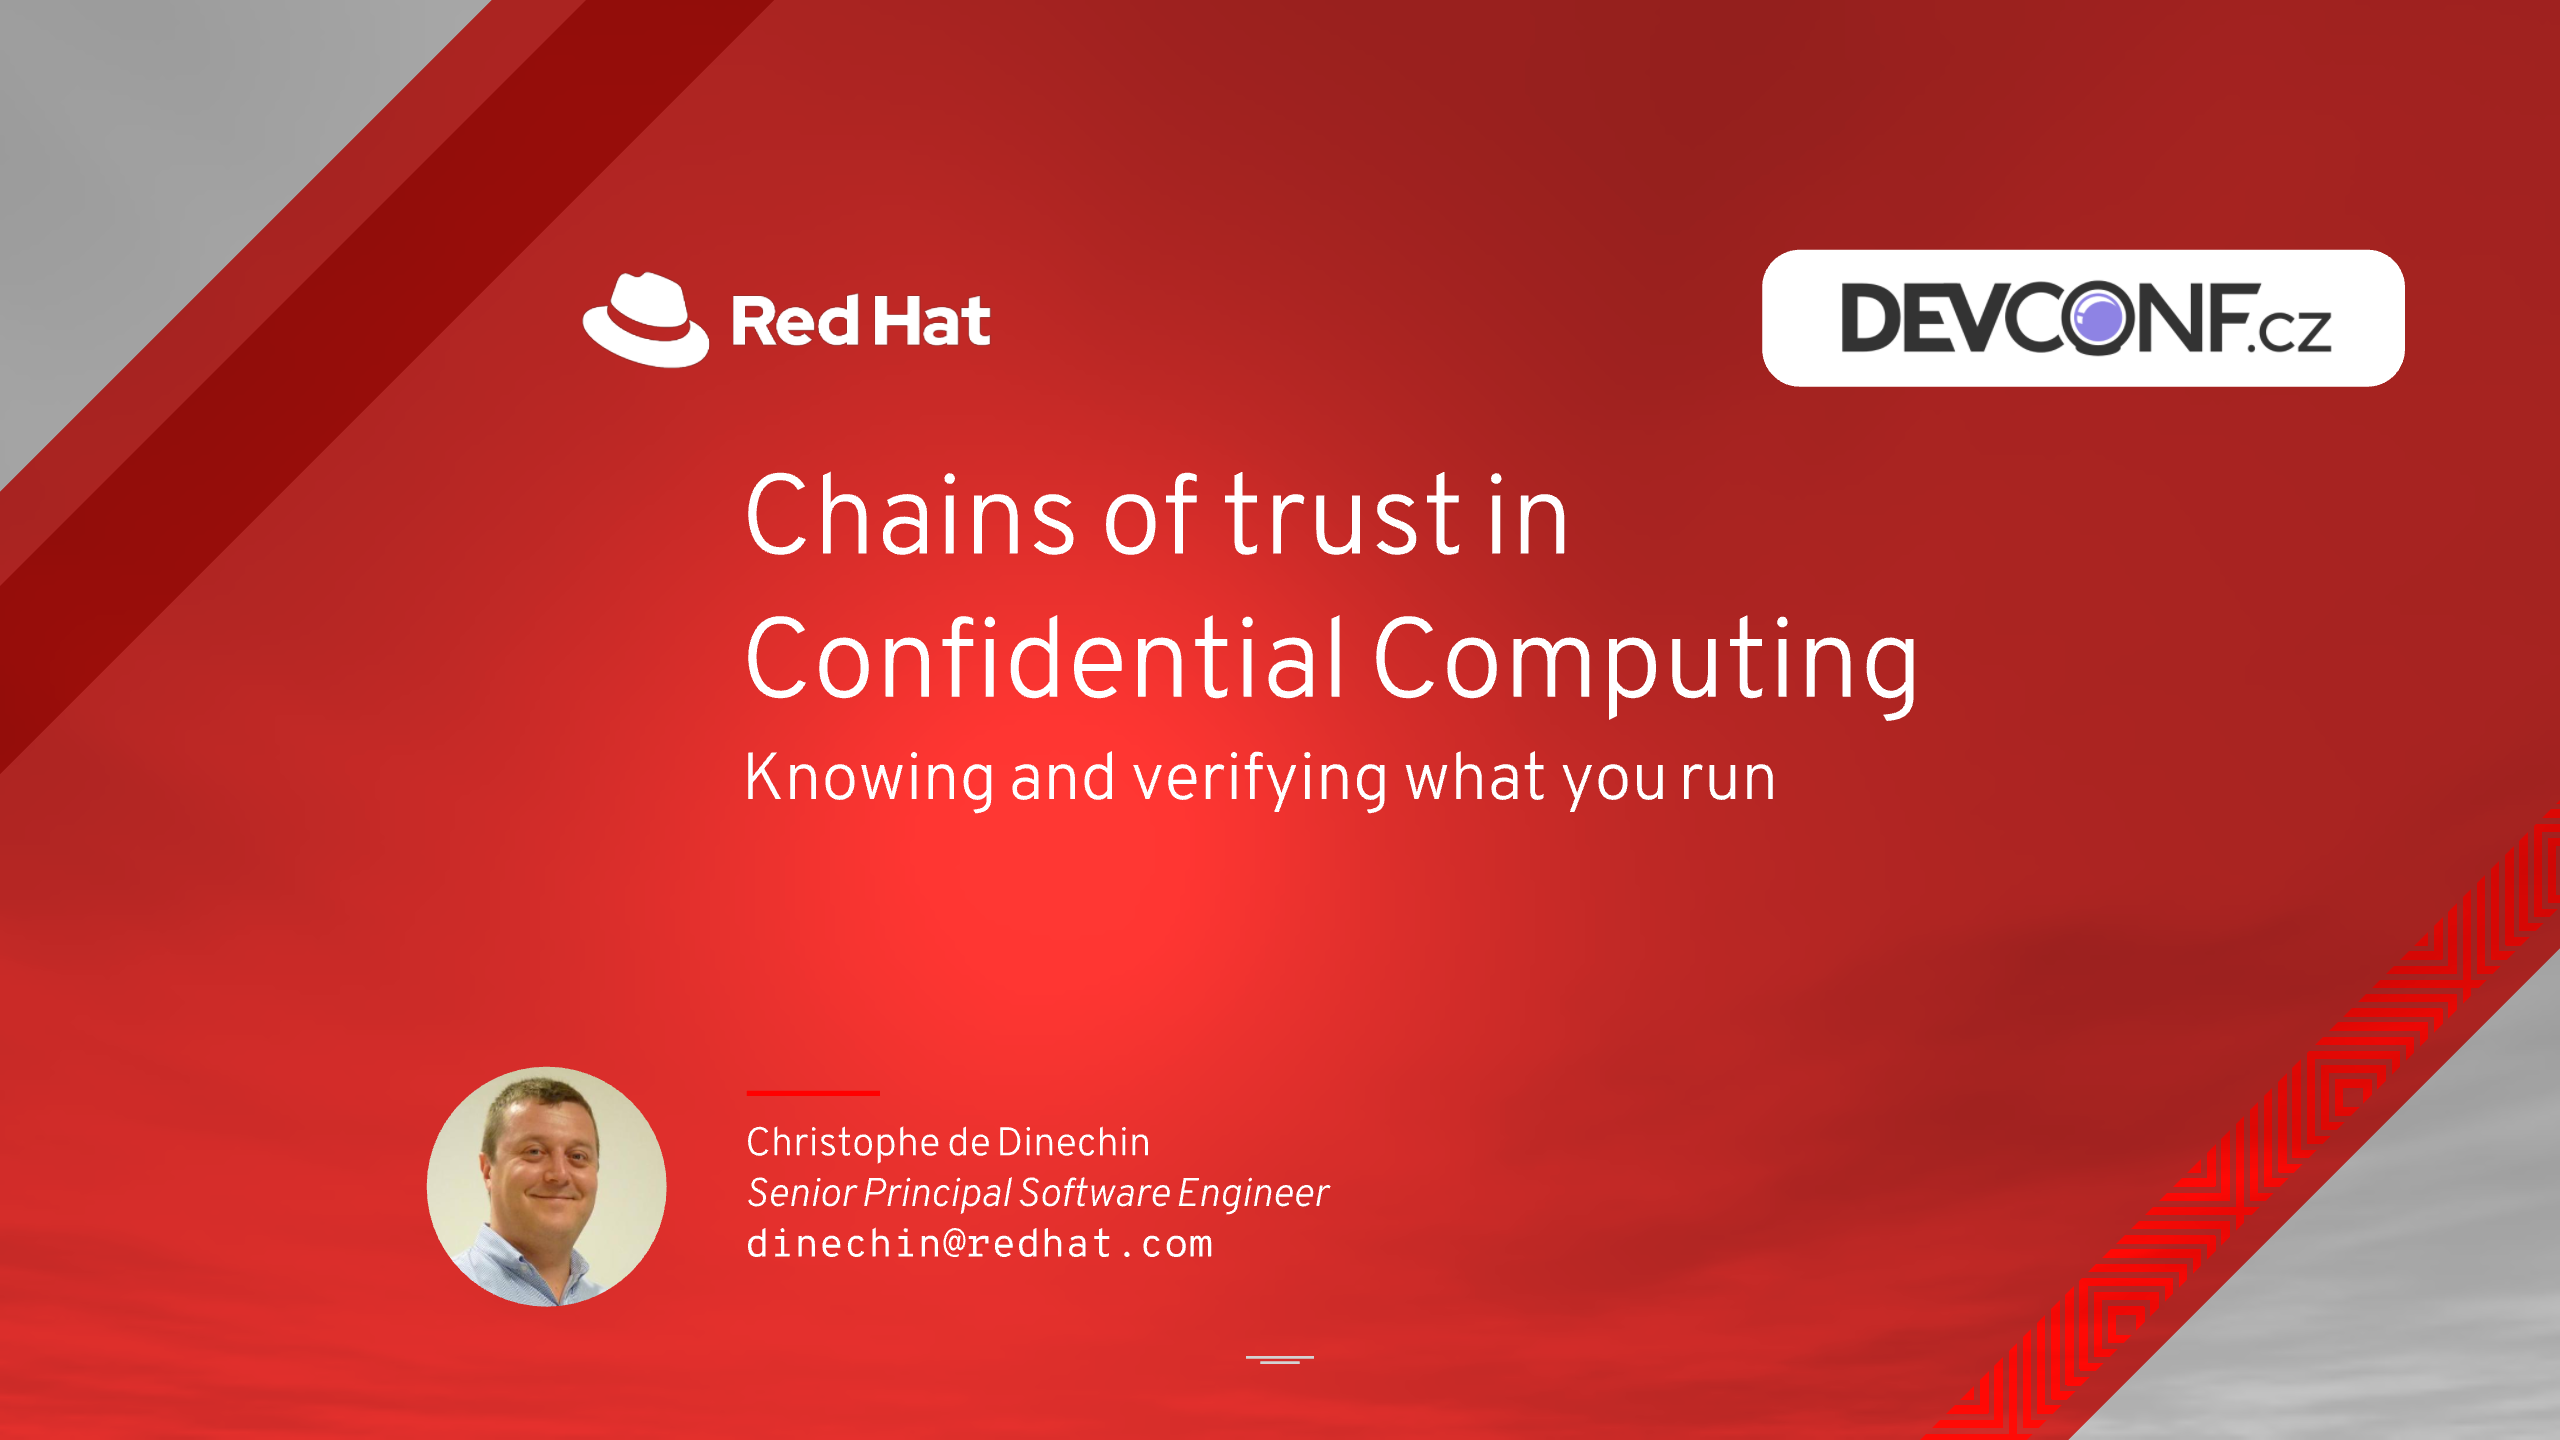 Red Hat
DEVCONF.cz
Chains of trust in
Confidential Computing
Knowing and verifying what you run
Christophe de Dinechin
Senior Principal Software Engineer
dinechin@redhat.com